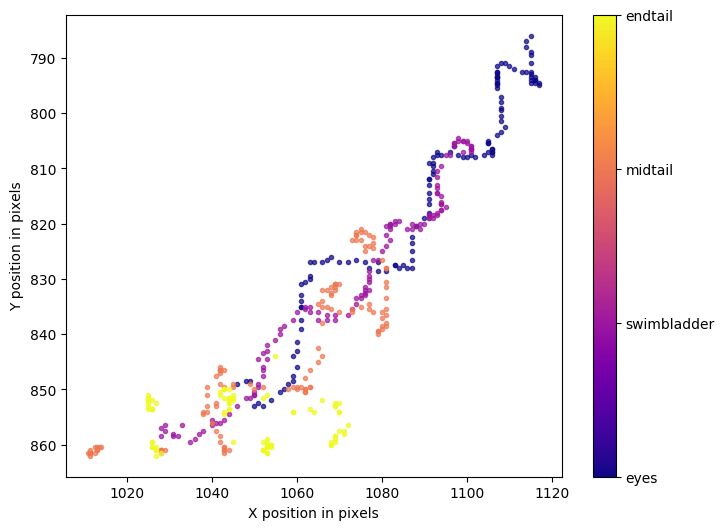 endtail
790
800
810
midtail
820
Y position in pixels
830
swimbladder
840
850
860
eyes
1020 1040 1060 1080 1100 1120
X position in pixels